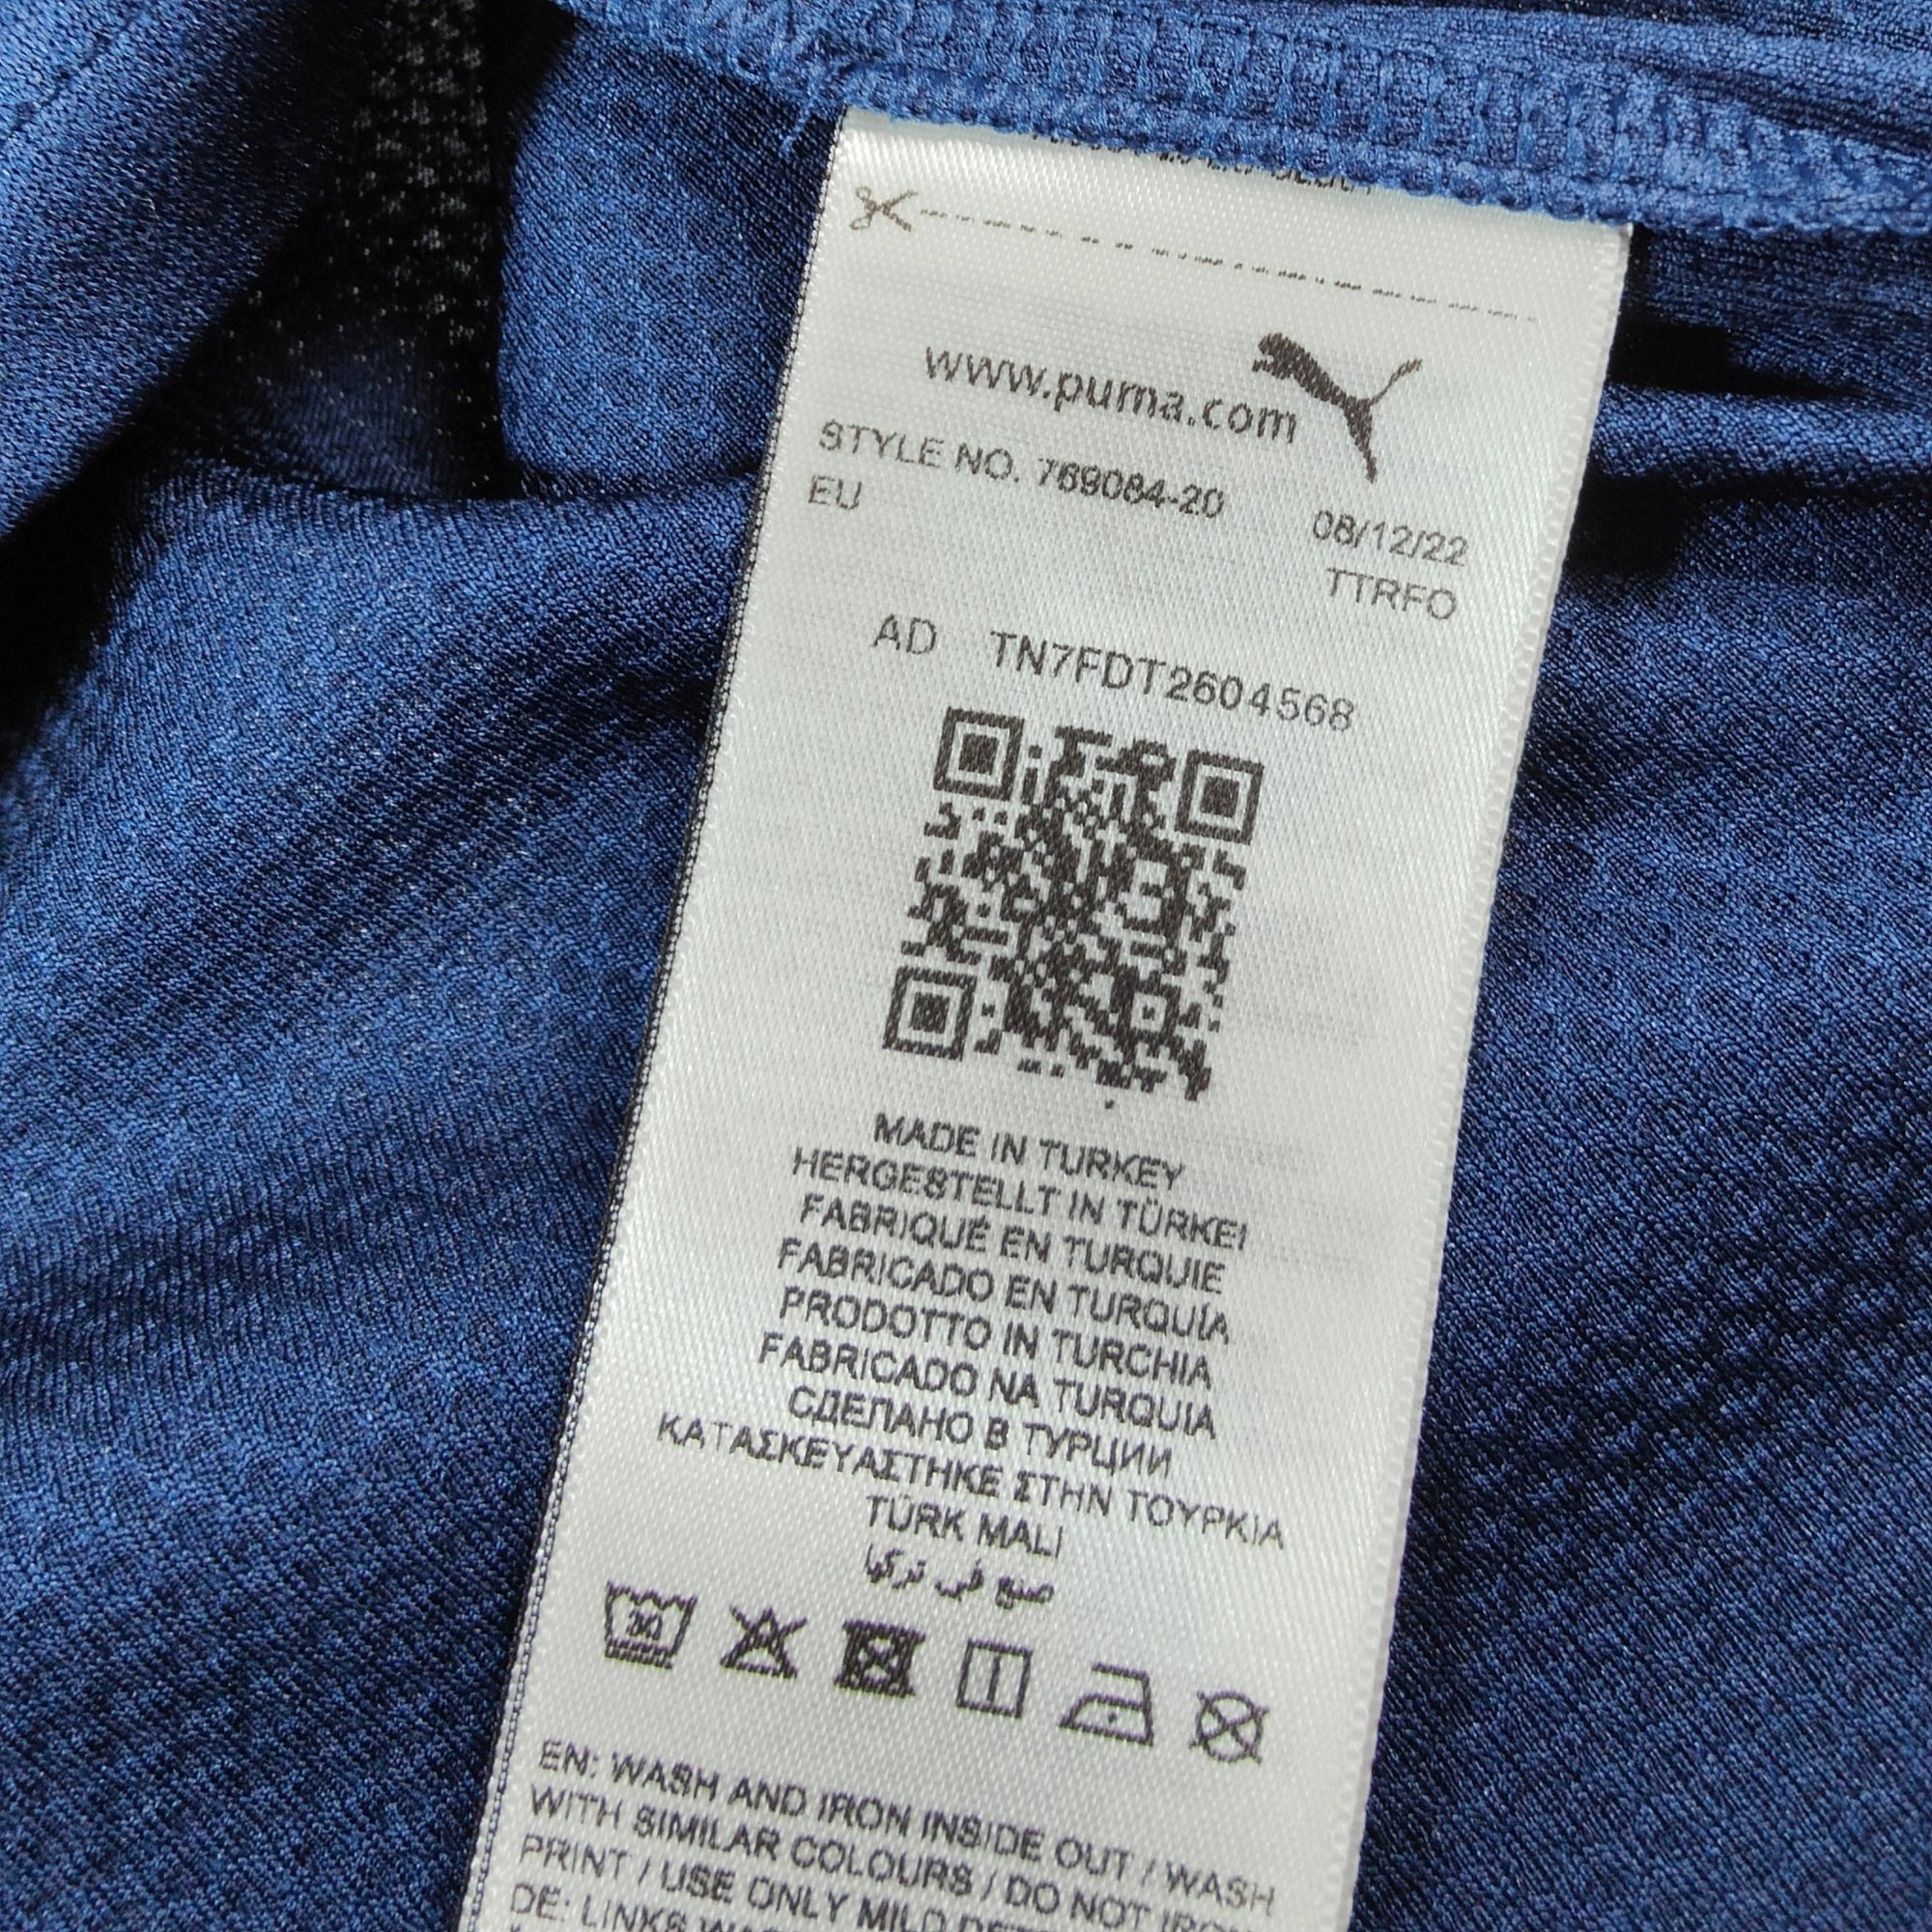 www.puma.com
STYLE NO. 769084-20
EU
08/12/22
TTRFO
AD TN7FDT2604568
MADE IN TURKEY
HERGESTELLT IN TÜRKEI
FABRIQUÉ EN TURQUIE
FABRICADO EN TURQUÍA
PRODOTTO IN TURCHIA
FABRICADO NA TURQUIA
СДЕЛАНО В ТУРЦИИ
ΚΑΤΑΣΚΕΥΑΣΤΗΚΕ ΣΤΗΝ ΤΟΥΡΚΙΑ
TÜRK MALI
صنع في تركيا
30
EN: WASH AND IRON INSIDE OUT / WASH
WITH SIMILAR COLOURS / DO NOT IRON
PRINT / USE ONLY MILD
DE: LINKS